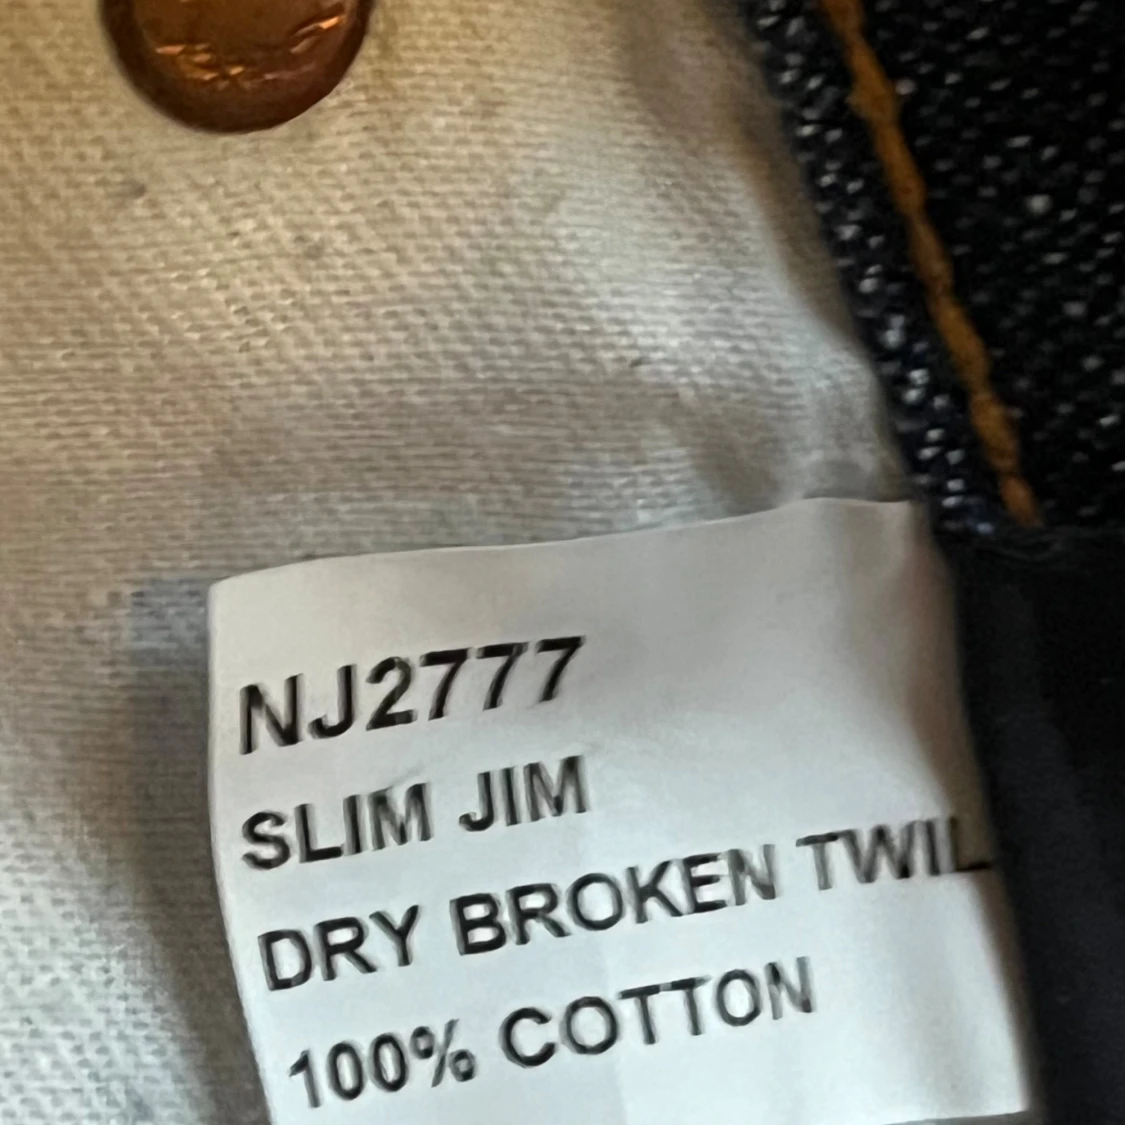 NJ2777
SLIM JIM
DRY BROKEN TWIL
100% COTTON